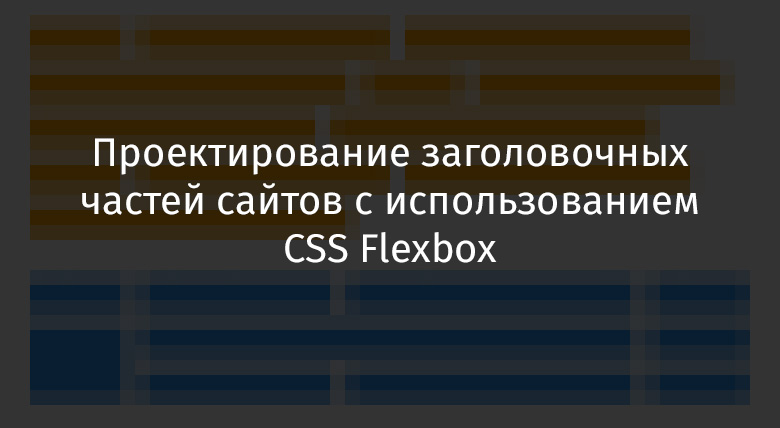 Проектирование заголовочных
частей сайтов с использованием
CSS Flexbox